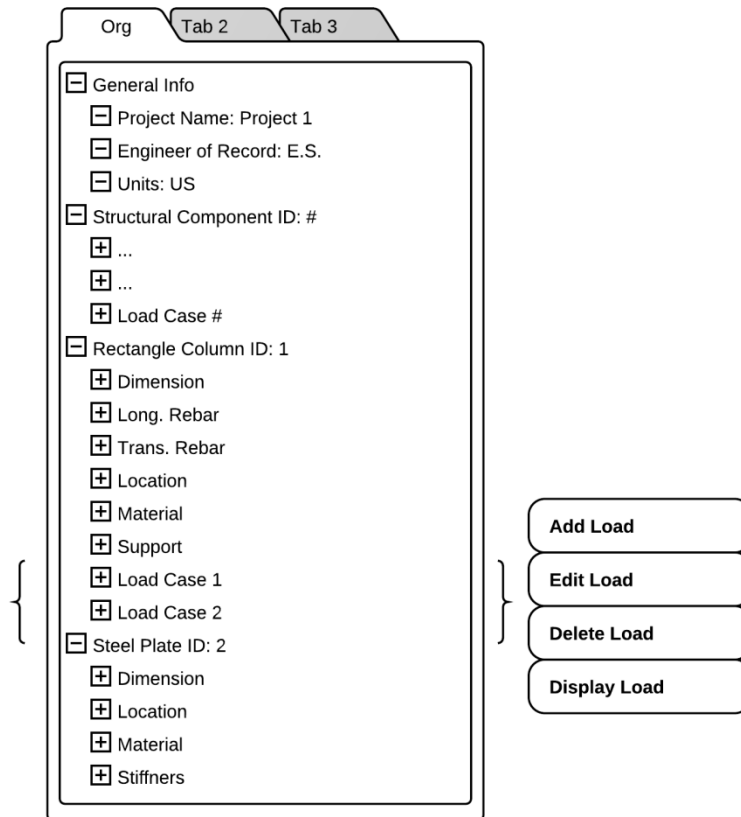 Org Tab 2 Tab 3
General Info
Project Name: Project 1
Engineer of Record: E.S.
Units: US
Structural Component ID: #
...
...
Load Case #
Rectangle Column ID: 1
Dimension
Long. Rebar
Trans. Rebar
Location
Material
Support
Load Case 1
Load Case 2
Steel Plate ID: 2
Dimension
Location
Material
Stiffners
Add Load
Edit Load
Delete Load
Display Load